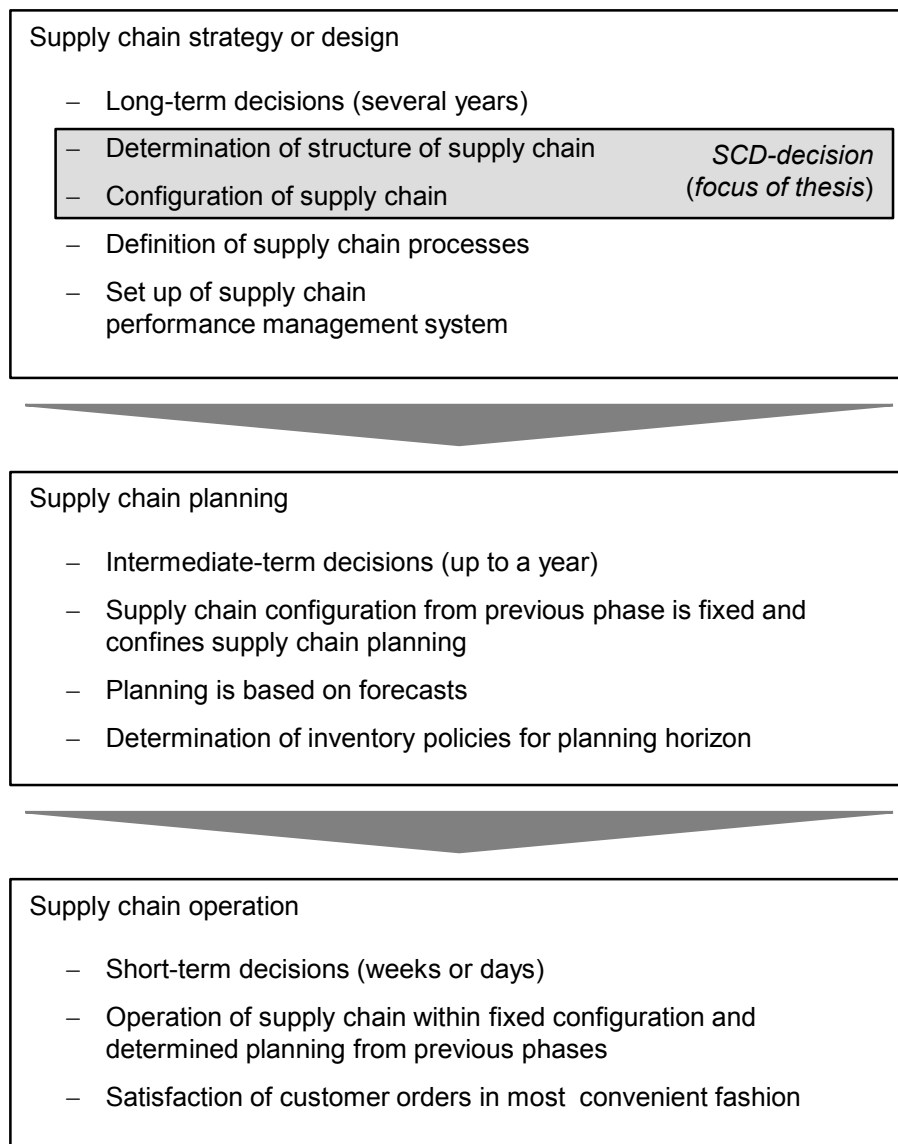 Supply chain strategy or design
– Long-term decisions (several years)
– Determination of structure of supply chain
– Configuration of supply chain
SCD-decision
(focus of thesis)
– Definition of supply chain processes
– Set up of supply chain
performance management system
Supply chain planning
– Intermediate-term decisions (up to a year)
– Supply chain configuration from previous phase is fixed and
confines supply chain planning
– Planning is based on forecasts
– Determination of inventory policies for planning horizon
Supply chain operation
– Short-term decisions (weeks or days)
– Operation of supply chain within fixed configuration and
determined planning from previous phases
– Satisfaction of customer orders in most convenient fashion